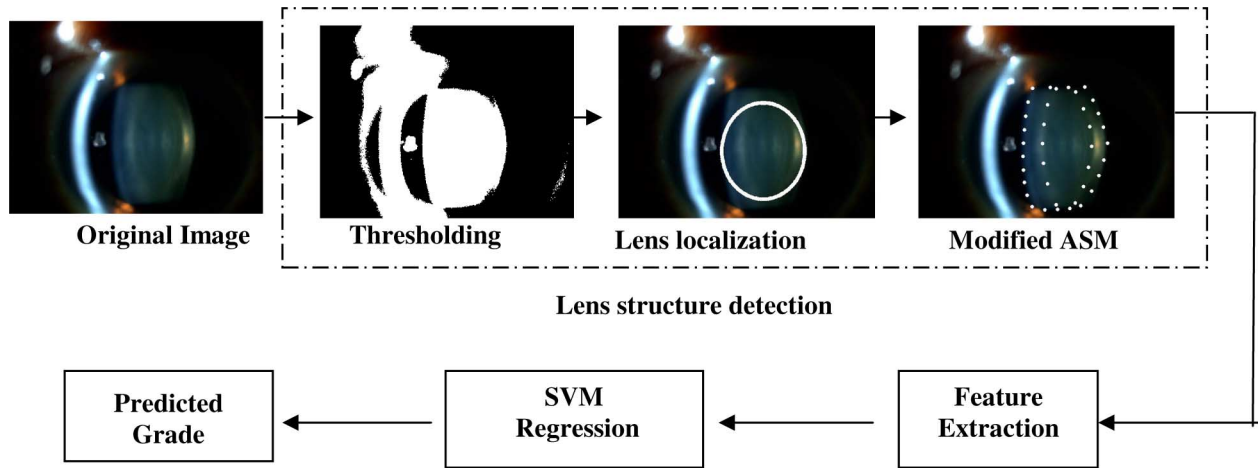 Original Image
Thresholding
Lens localization
Modified ASM
Lens structure detection
Predicted
Grade
SVM
Regression
Feature
Extraction